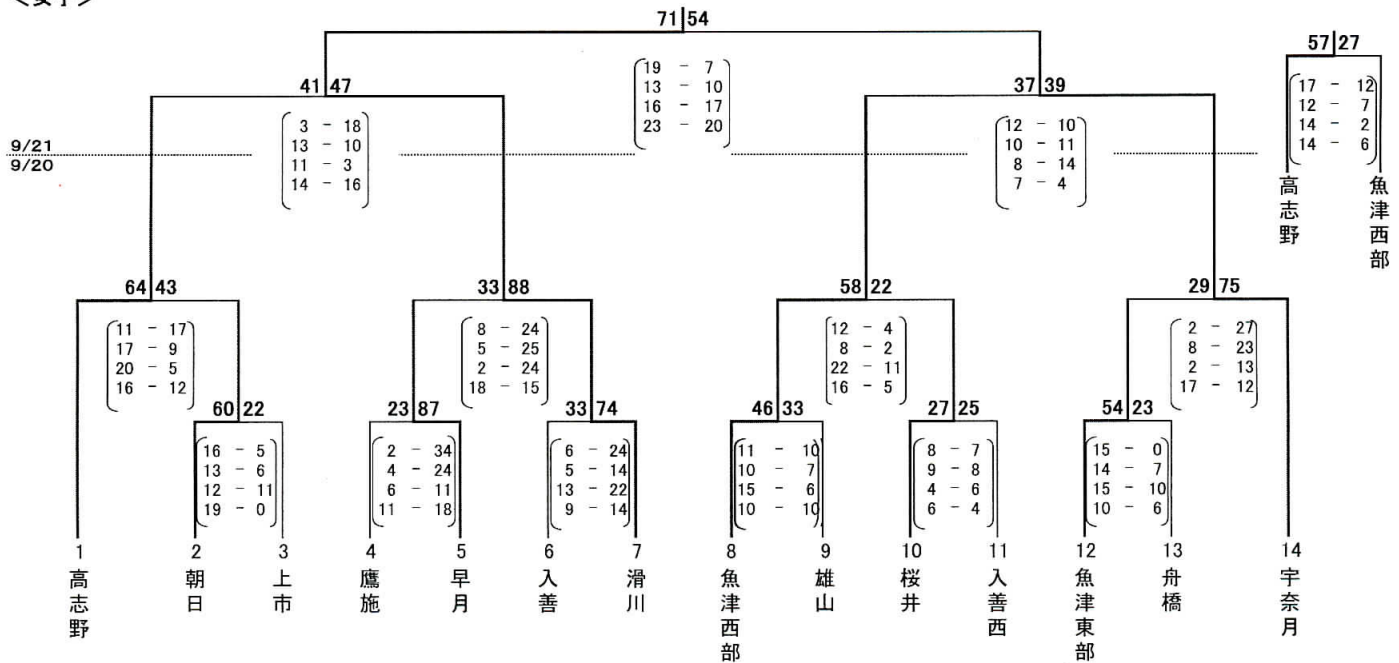 ＜女子＞
71 54
57 27
19 - 7
13 - 10
16 - 17
23 - 20
17 - 12
12 - 7
14 - 2
14 - 6
高志野
魚津西部
41 47
3 - 18
13 - 10
11 - 3
14 - 16
37 39
12 - 10
10 - 11
8 - 14
7 - 4
9/21
9/20
64 43
11 - 17
17 - 9
20 - 5
16 - 12
33 88
8 - 24
5 - 25
2 - 24
18 - 15
58 22
12 - 4
8 - 2
22 - 11
16 - 5
29 75
2 - 27
8 - 23
2 - 13
17 - 12
60 22
16 - 5
13 - 6
12 - 11
19 - 0
23 87
2 - 34
4 - 24
6 - 11
11 - 18
33 74
6 - 24
5 - 14
13 - 22
9 - 14
46 33
11 - 10
10 - 7
15 - 6
10 - 10
27 25
8 - 7
9 - 8
4 - 6
6 - 4
54 23
15 - 0
14 - 7
15 - 10
10 - 6
1 高志野
2 朝日
3 上市
4 鷹施
5 早月
6 入善
7 滑川
8 魚津西部
9 雄山
10 桜井
11 入善西
12 魚津東部
13 舟橋
14 宇奈月